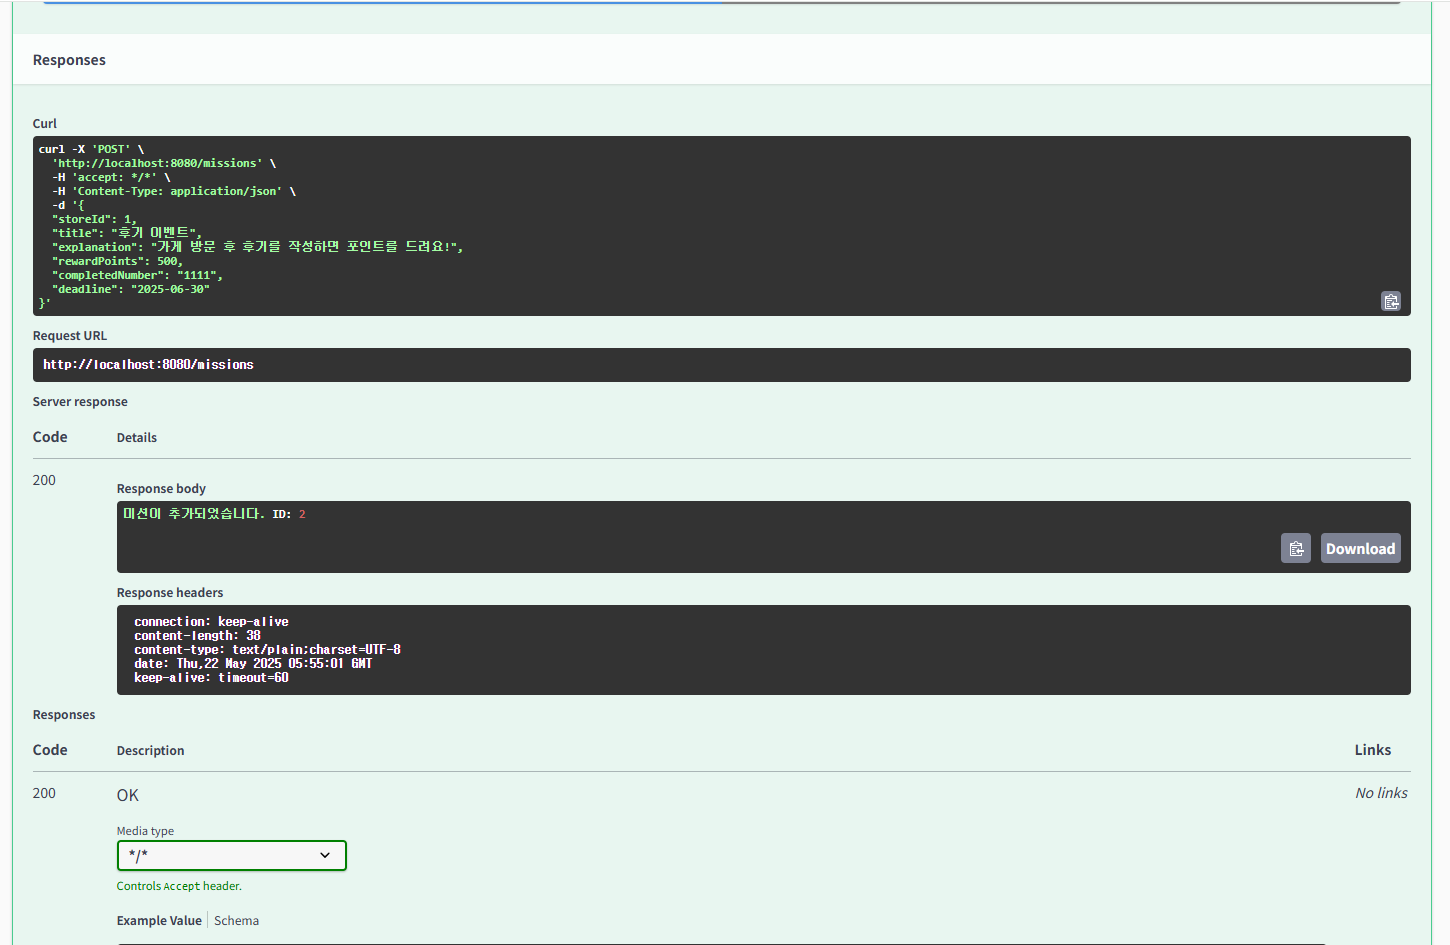 Responses
Curl
curl -X 'POST' \
'http://localhost:8080/missions' \
-H 'accept: */*' \
-H 'Content-Type: application/json' \
-d '{
"storeId": 1,
"title": "후기 이벤트",
"explanation": "가게 방문 후 후기를 작성하면 포인트를 드려요!",
"rewardPoints": 500,
"completedNumber": "1111",
"deadline": "2025-06-30"
}'
Request URL
http://localhost:8080/missions
Server response
Code Details
200
Response body
미션이 추가되었습니다. ID: 2
Download
Response headers
connection: keep-alive
content-length: 38
content-type: text/plain;charset=UTF-8
date: Thu,22 May 2025 05:55:01 GMT
keep-alive: timeout=60
Responses
Code Description Links
200 OK No links
Media type
*/*
Controls Accept header.
Example Value Schema